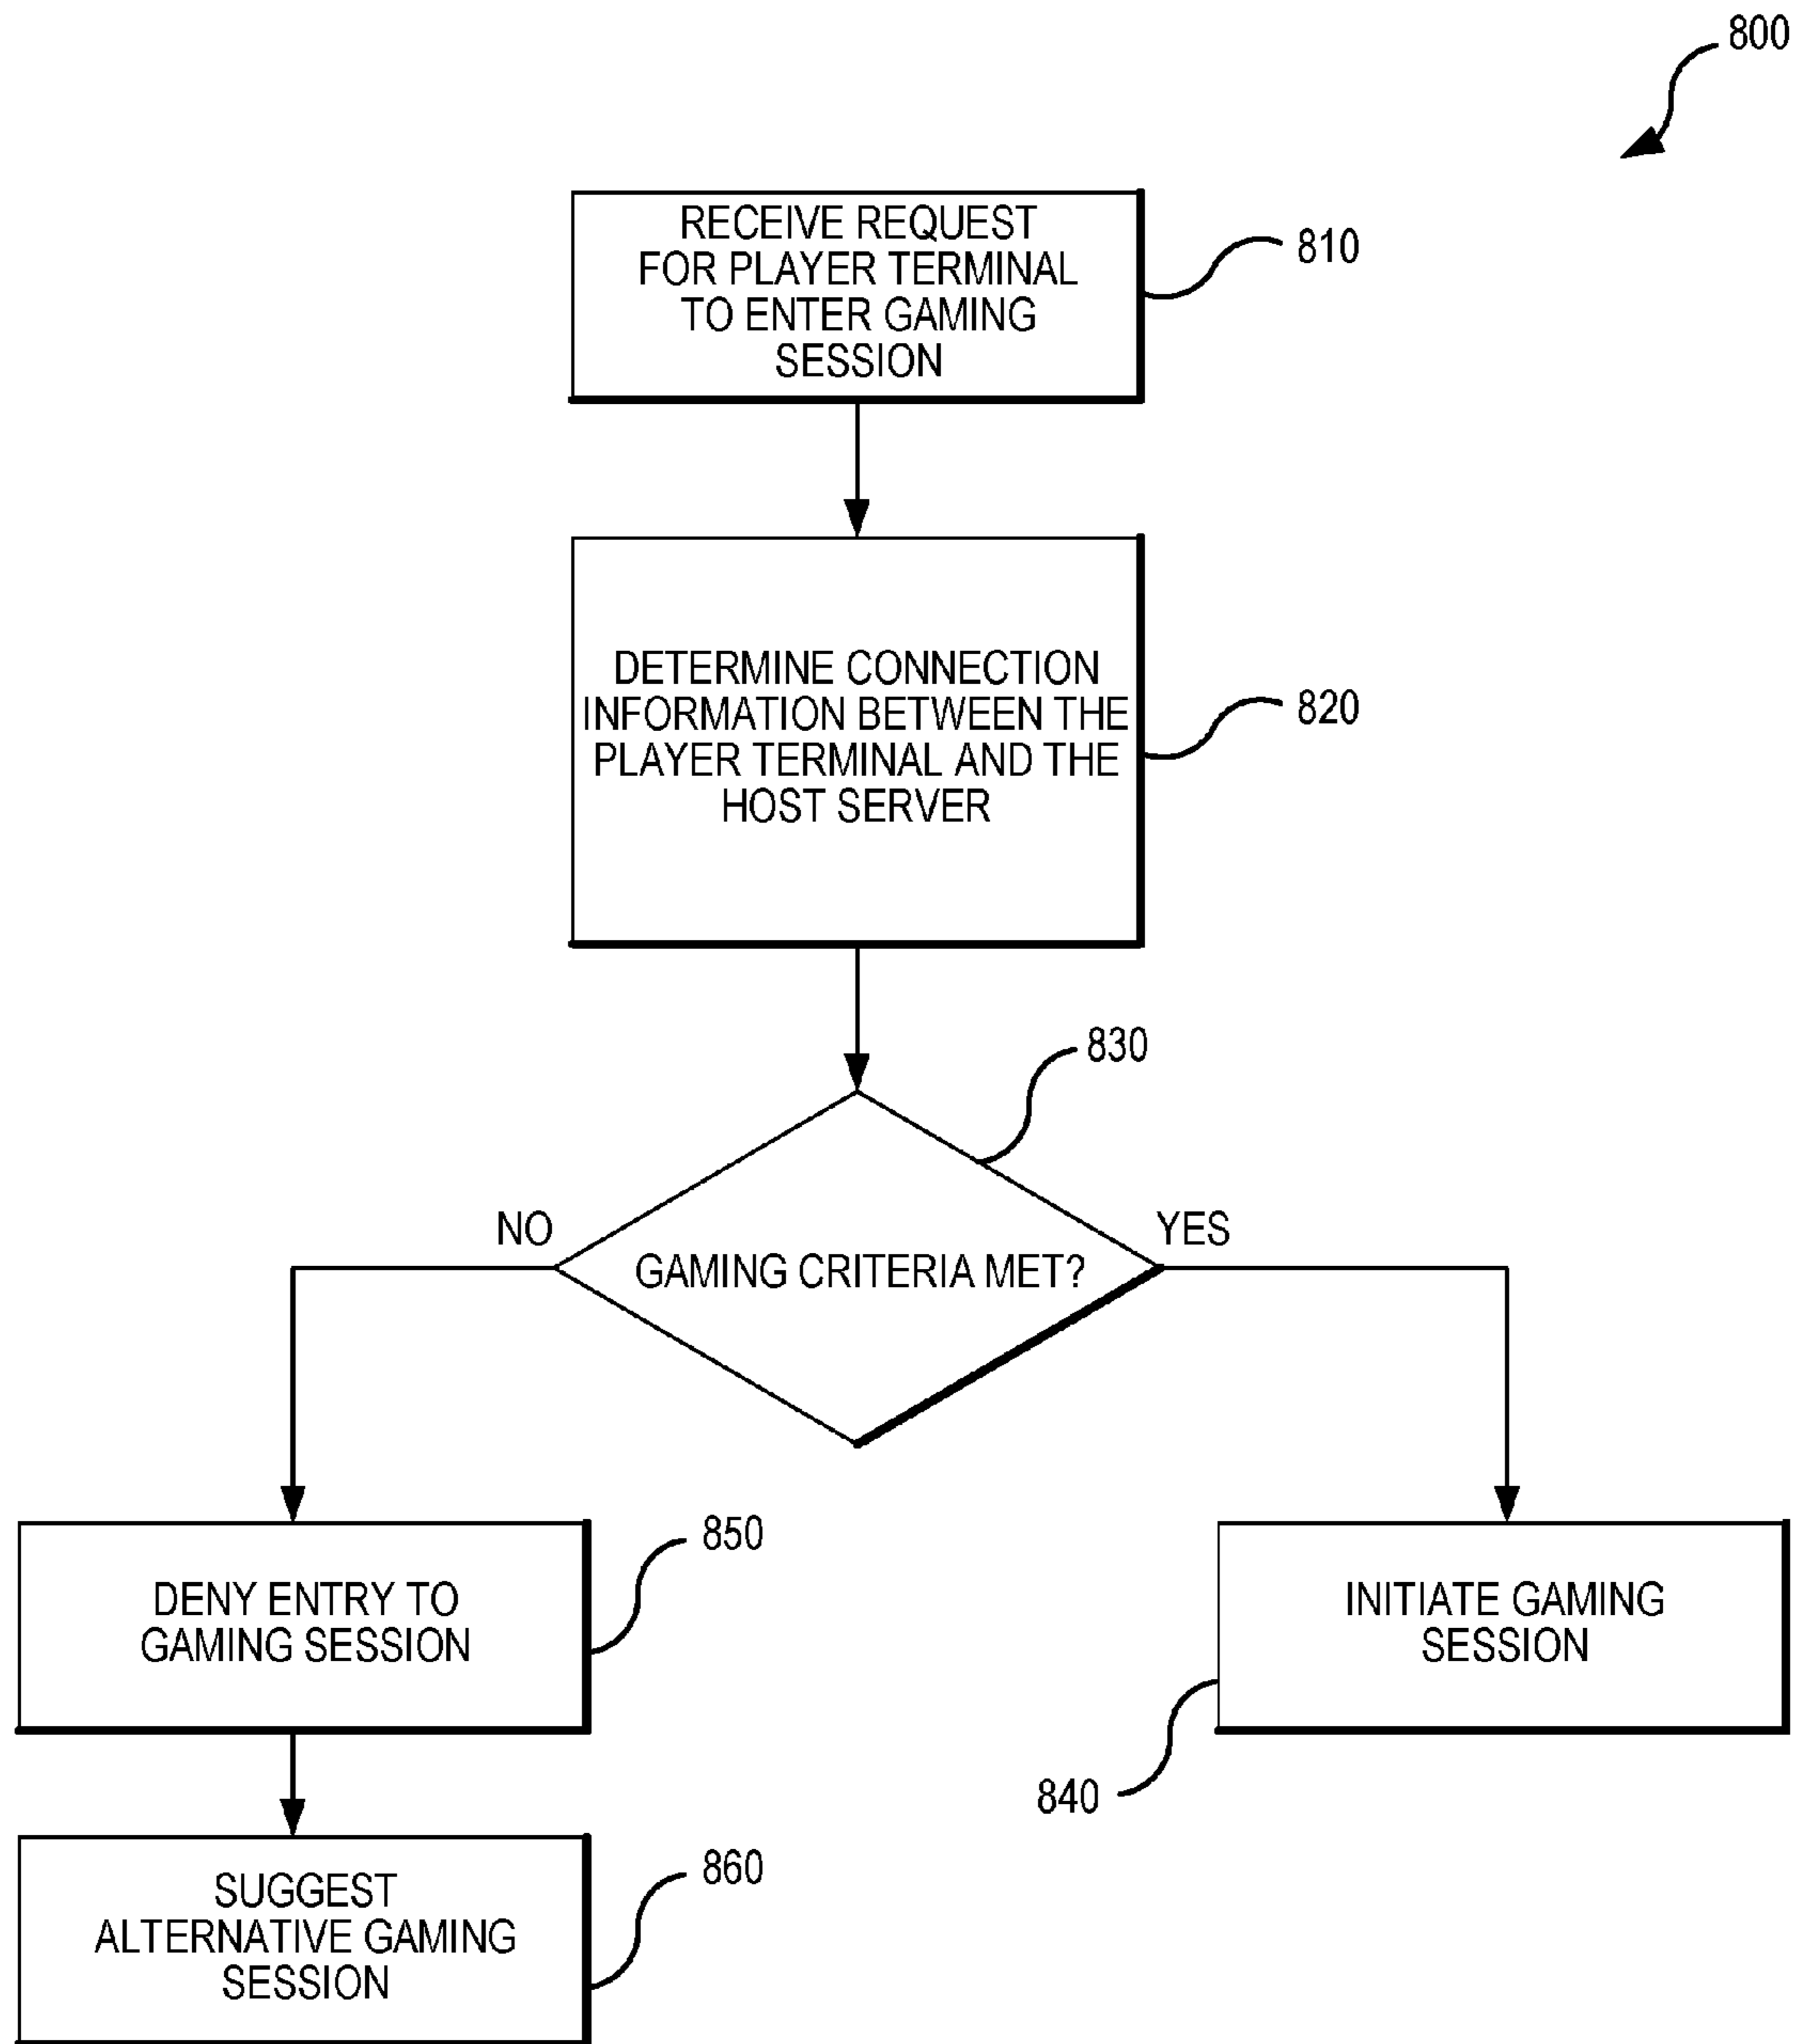 800
RECEIVE REQUEST
FOR PLAYER TERMINAL
TO ENTER GAMING
SESSION
810
DETERMINE CONNECTION
INFORMATION BETWEEN THE
PLAYER TERMINAL AND THE
HOST SERVER
820
830
NO
YES
GAMING CRITERIA MET?
850
DENY ENTRY TO
GAMING SESSION
INITIATE GAMING
SESSION
840
860
SUGGEST
ALTERNATIVE GAMING
SESSION